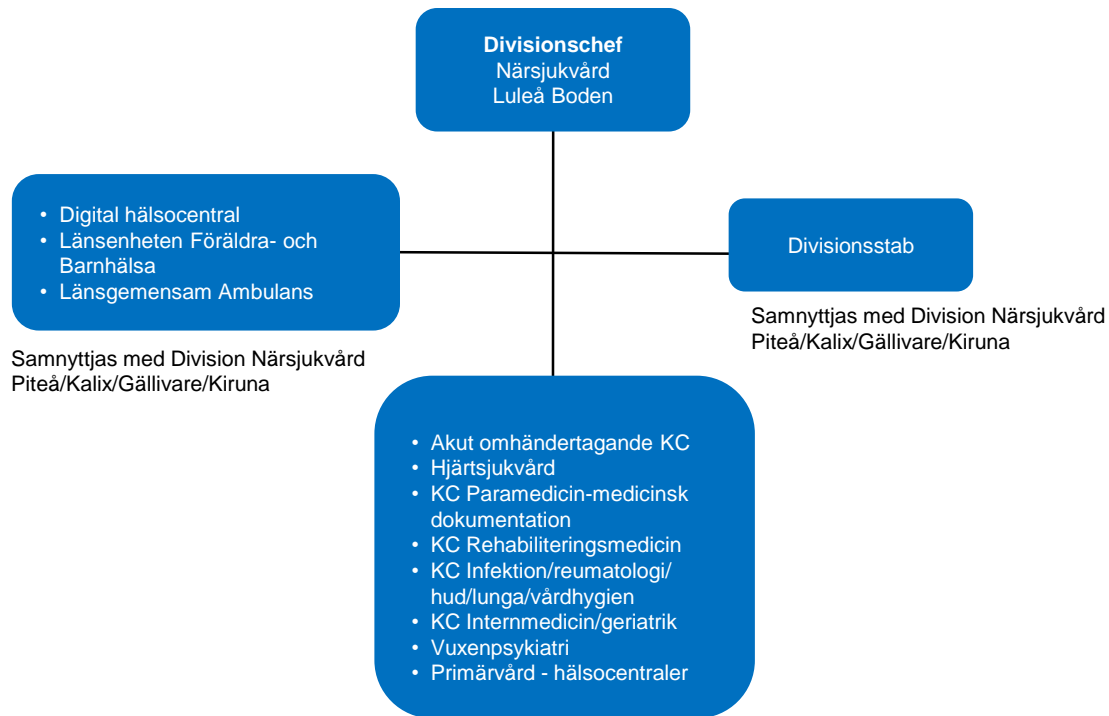 Divisionschef
Närsjukvård
Luleå Boden
• Digital hälsocentral
• Länsenheten Föräldra- och
Barnhälsa
• Länsgemensam Ambulans
Samnyttjas med Division Närsjukvård
Piteå/Kalix/Gällivare/Kiruna
Divisionsstab
Samnyttjas med Division Närsjukvård
Piteå/Kalix/Gällivare/Kiruna
• Akut omhändertagande KC
• Hjärtsjukvård
• KC Paramedicin-medicinsk
dokumentation
• KC Rehabiliteringsmedicin
• KC Infektion/reumatologi/
hud/lunga/vårdhygien
• KC Internmedicin/geriatrik
• Vuxenpsykiatri
• Primärvård - hälsocentraler